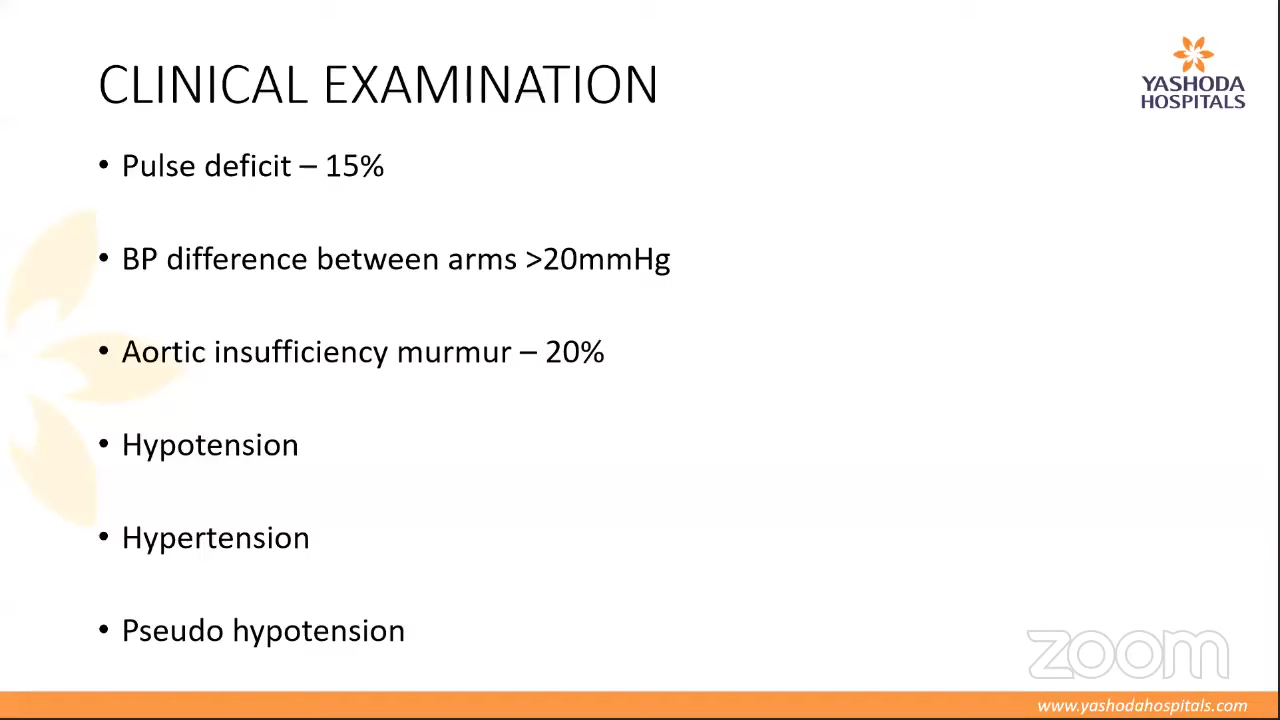 CLINICAL EXAMINATION
YASHODA
HOSPITALS
• Pulse deficit – 15%
• BP difference between arms >20mmHg
• Aortic insufficiency murmur – 20%
• Hypotension
• Hypertension
• Pseudo hypotension
zoom
www.yashodahospitals.com